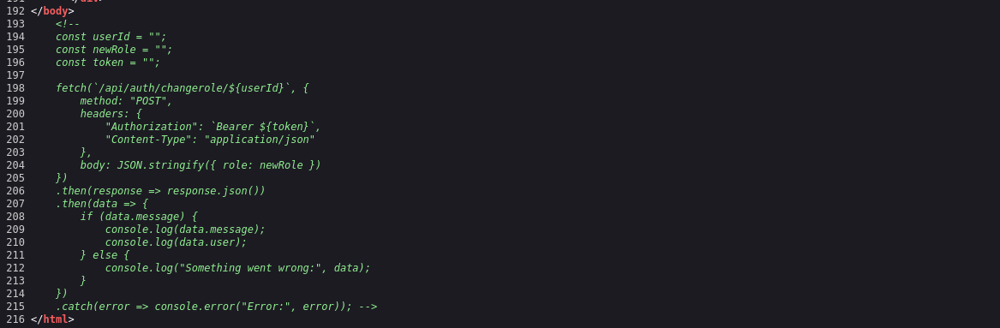 192 </body>
193     <!--
194     const userId = "";
195     const newRole = "";
196     const token = "";
197
198     fetch(`/api/auth/changerole/${userId}`, {
199         method: "POST",
200         headers: {
201             "Authorization": `Bearer ${token}`,
202             "Content-Type": "application/json"
203         },
204         body: JSON.stringify({ role: newRole })
205     })
206     .then(response => response.json())
207     .then(data => {
208         if (data.message) {
209             console.log(data.message);
210             console.log(data.user);
211         } else {
212             console.log("Something went wrong:", data);
213         }
214     })
215     .catch(error => console.error("Error:", error)); -->
216 </html>